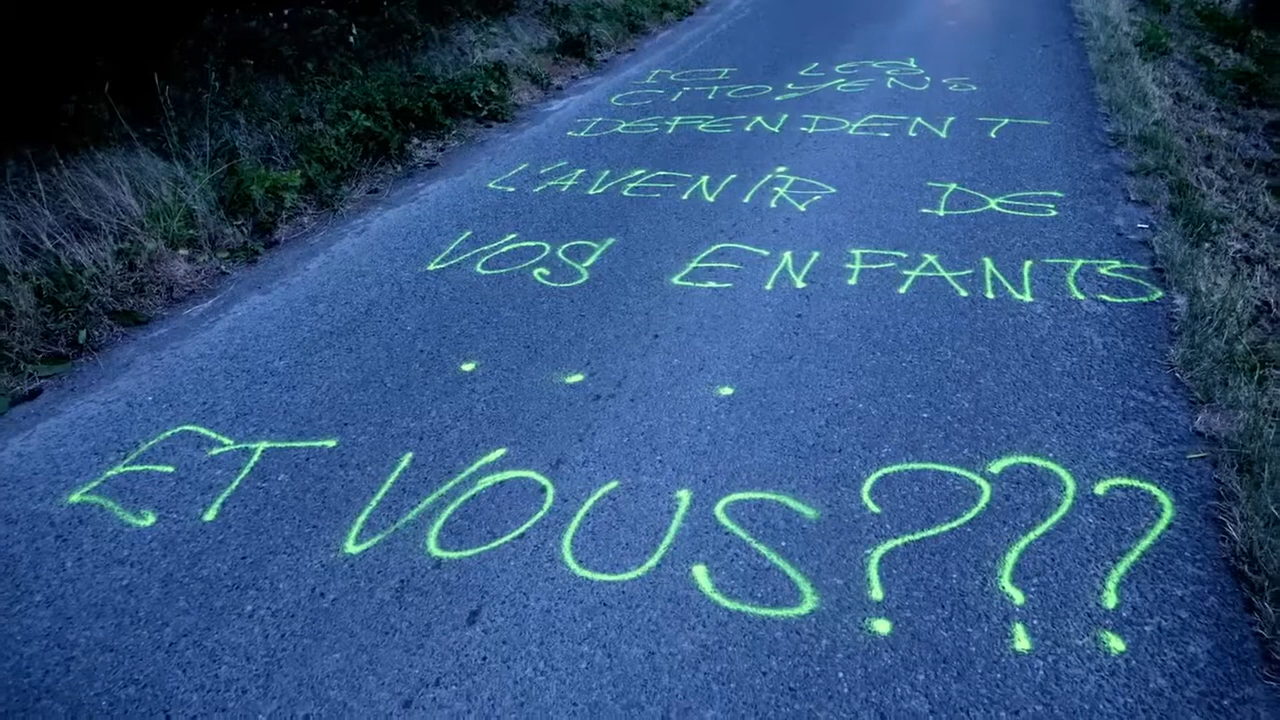 ICI LES
CITOYENS
DEFENDENT
L'AVENIR DE
VOS ENFANTS
...
ET VOUS???